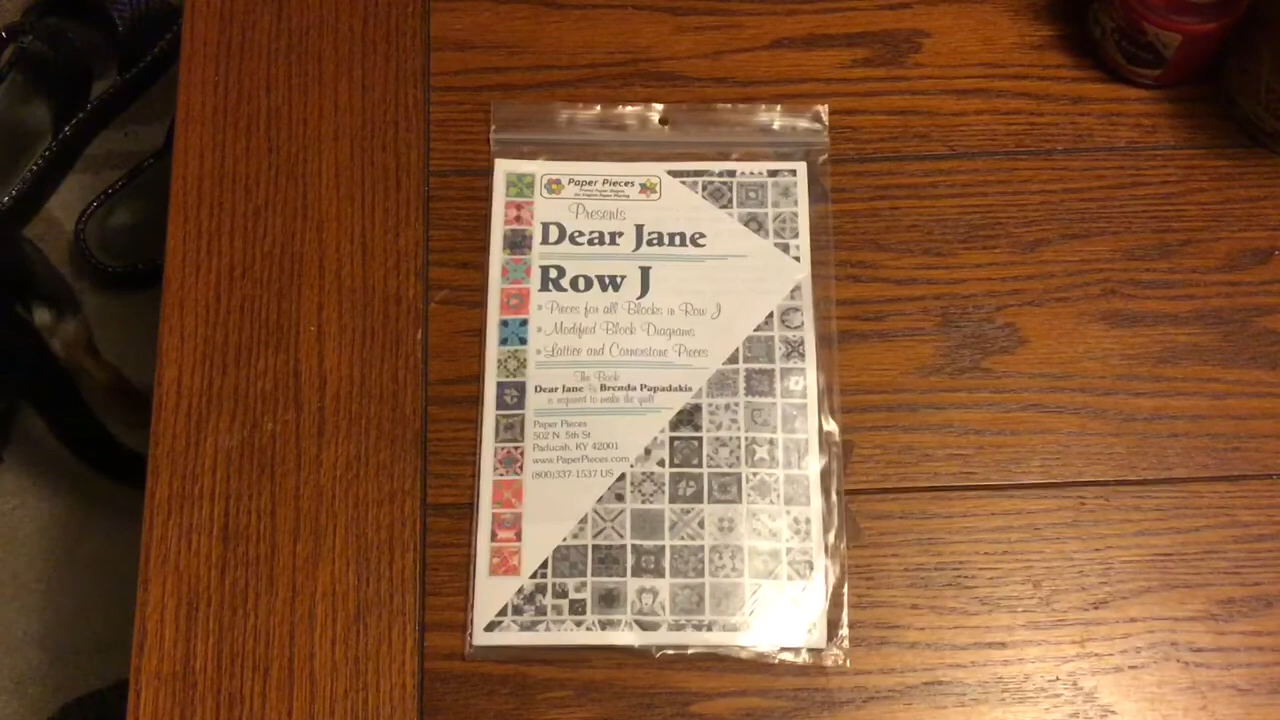 Paper Pieces
Presents
Dear Jane
Row J
» Pieces for all Blocks in Row J
» Modified Block Diagrams
» Lattice and Cornerstone Pieces
The Book
Dear Jane by Brenda Papadakis
is required to make the quilt
Paper Pieces
502 N. 5th St
Paducah, KY 42001
www.PaperPieces.com
(800)337-1537 US